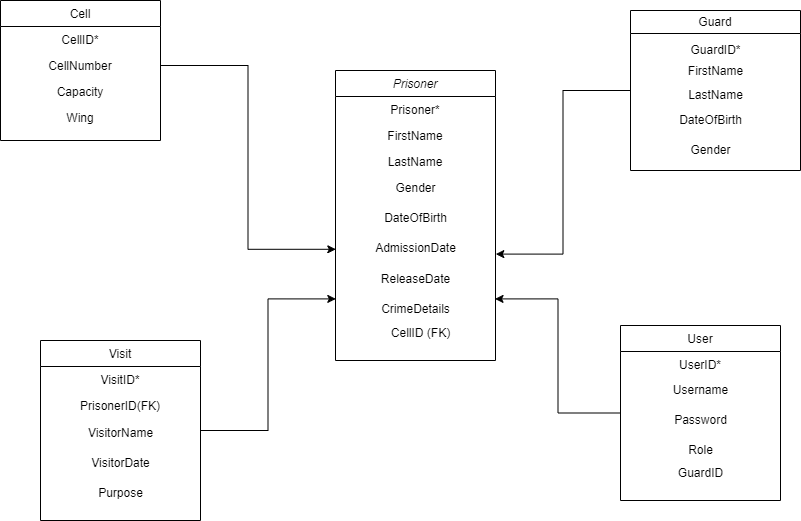 Cell
CellID*
CellNumber
Capacity
Wing
Prisoner
Prisoner*
FirstName
LastName
Gender
DateOfBirth
AdmissionDate
ReleaseDate
CrimeDetails
CellID (FK)
Guard
GuardID*
FirstName
LastName
DateOfBirth
Gender
Visit
VisitID*
PrisonerID(FK)
VisitorName
VisitorDate
Purpose
User
UserID*
Username
Password
Role
GuardID